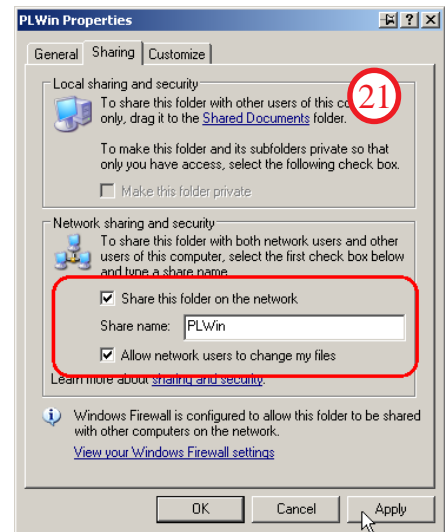 PLWin Properties
General Sharing Customize
Local sharing and security
21
To share this folder with other users of this
only, drag it to the Shared Documents folder.
To make this folder and its subfolders private so that
only you have access, select the following check box.
Make this folder private
Network sharing and security
To share this folder with both network users and other
users of this computer, select the first check box below
and type a share name.
Share this folder on the network
Share name: PLWin
Allow network users to change my files
Learn more about sharing and security.
Windows Firewall is configured to allow this folder to be shared
with other computers on the network.
View your Windows Firewall settings
OK Cancel Apply